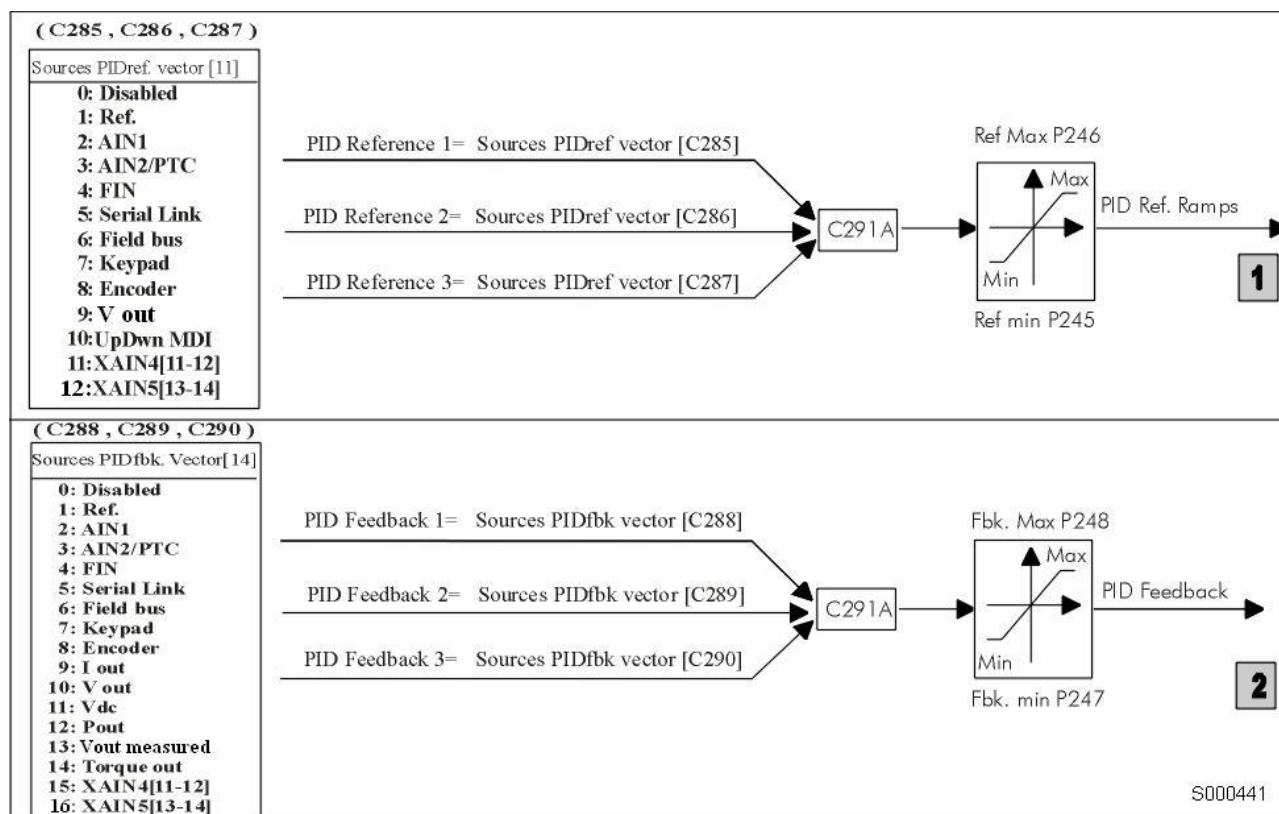 ( C285 , C286 , C287 )
Sources PIDref. vector [11]
0: Disabled
1: Ref.
2: AIN1
3: AIN2/PTC
4: FIN
5: Serial Link
6: Field bus
7: Keypad
8: Encoder
9: V out
10:UpDwn MDI
11:XAIN4[11-12]
12:XAIN5[13-14]
PID Reference 1= Sources PIDref vector [C285]
PID Reference 2= Sources PIDref vector [C286]
PID Reference 3= Sources PIDref vector [C287]
C291A
Ref Max P246
Max
Min
Ref min P245
PID Ref. Ramps
1
( C288 , C289 , C290 )
Sources PIDfbk. Vector[14]
0: Disabled
1: Ref.
2: AIN1
3: AIN2/PTC
4: FIN
5: Serial Link
6: Field bus
7: Keypad
8: Encoder
9: I out
10: V out
11: Vdc
12: Pout
13: Vout measured
14: Torque out
15: XAIN4[11-12]
16: XAIN5[13-14]
PID Feedback 1= Sources PIDfbk vector [C288]
PID Feedback 2= Sources PIDfbk vector [C289]
PID Feedback 3= Sources PIDfbk vector [C290]
C291A
Fbk. Max P248
Max
Min
Fbk. min P247
PID Feedback
2
S000441